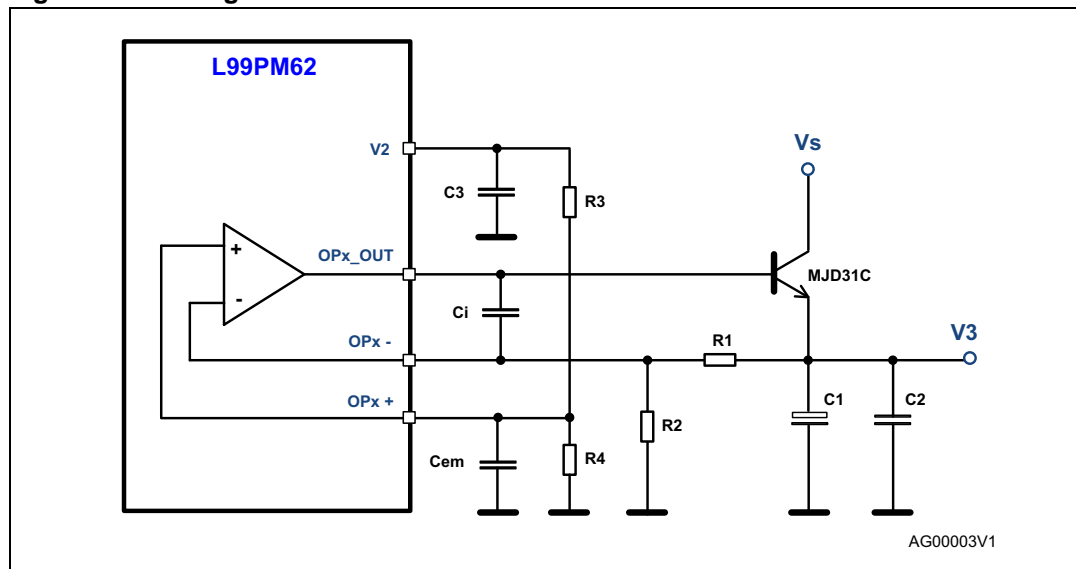 L99PM62
Vs
V2
C3
R3
+
OPx_OUT
MJD31C
-
Ci
V3
OPx -
R1
OPx +
C1
C2
R2
Cem
R4
AG00003V1